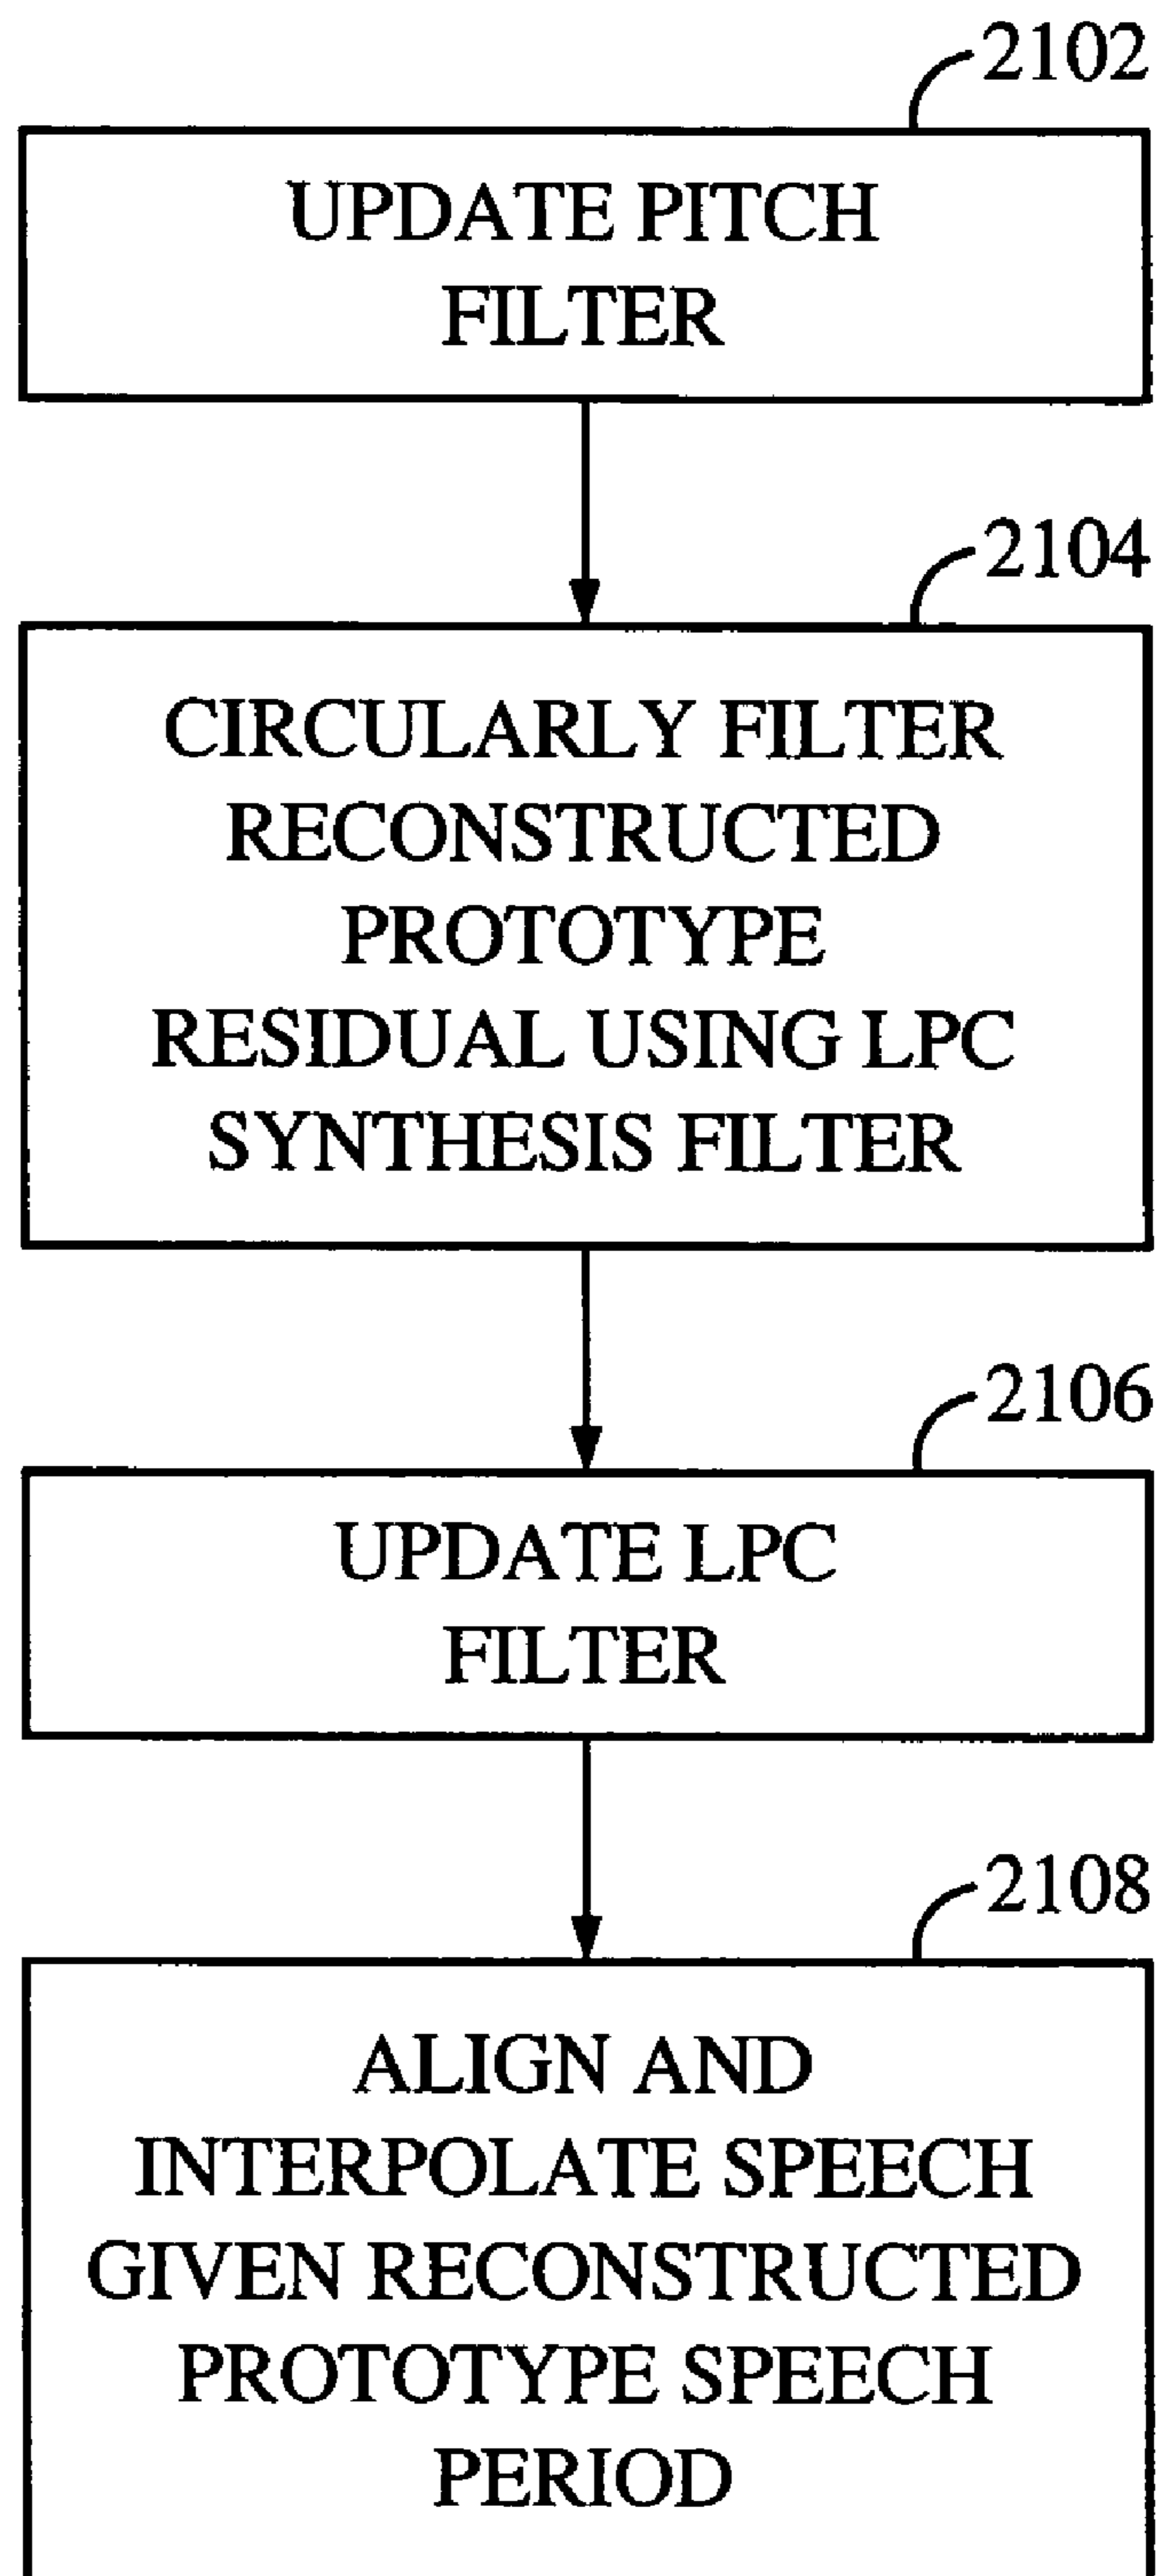 2102
UPDATE PITCH
FILTER
2104
CIRCULARLY FILTER
RECONSTRUCTED
PROTOTYPE
RESIDUAL USING LPC
SYNTHESIS FILTER
2106
UPDATE LPC
FILTER
2108
ALIGN AND
INTERPOLATE SPEECH
GIVEN RECONSTRUCTED
PROTOTYPE SPEECH
PERIOD